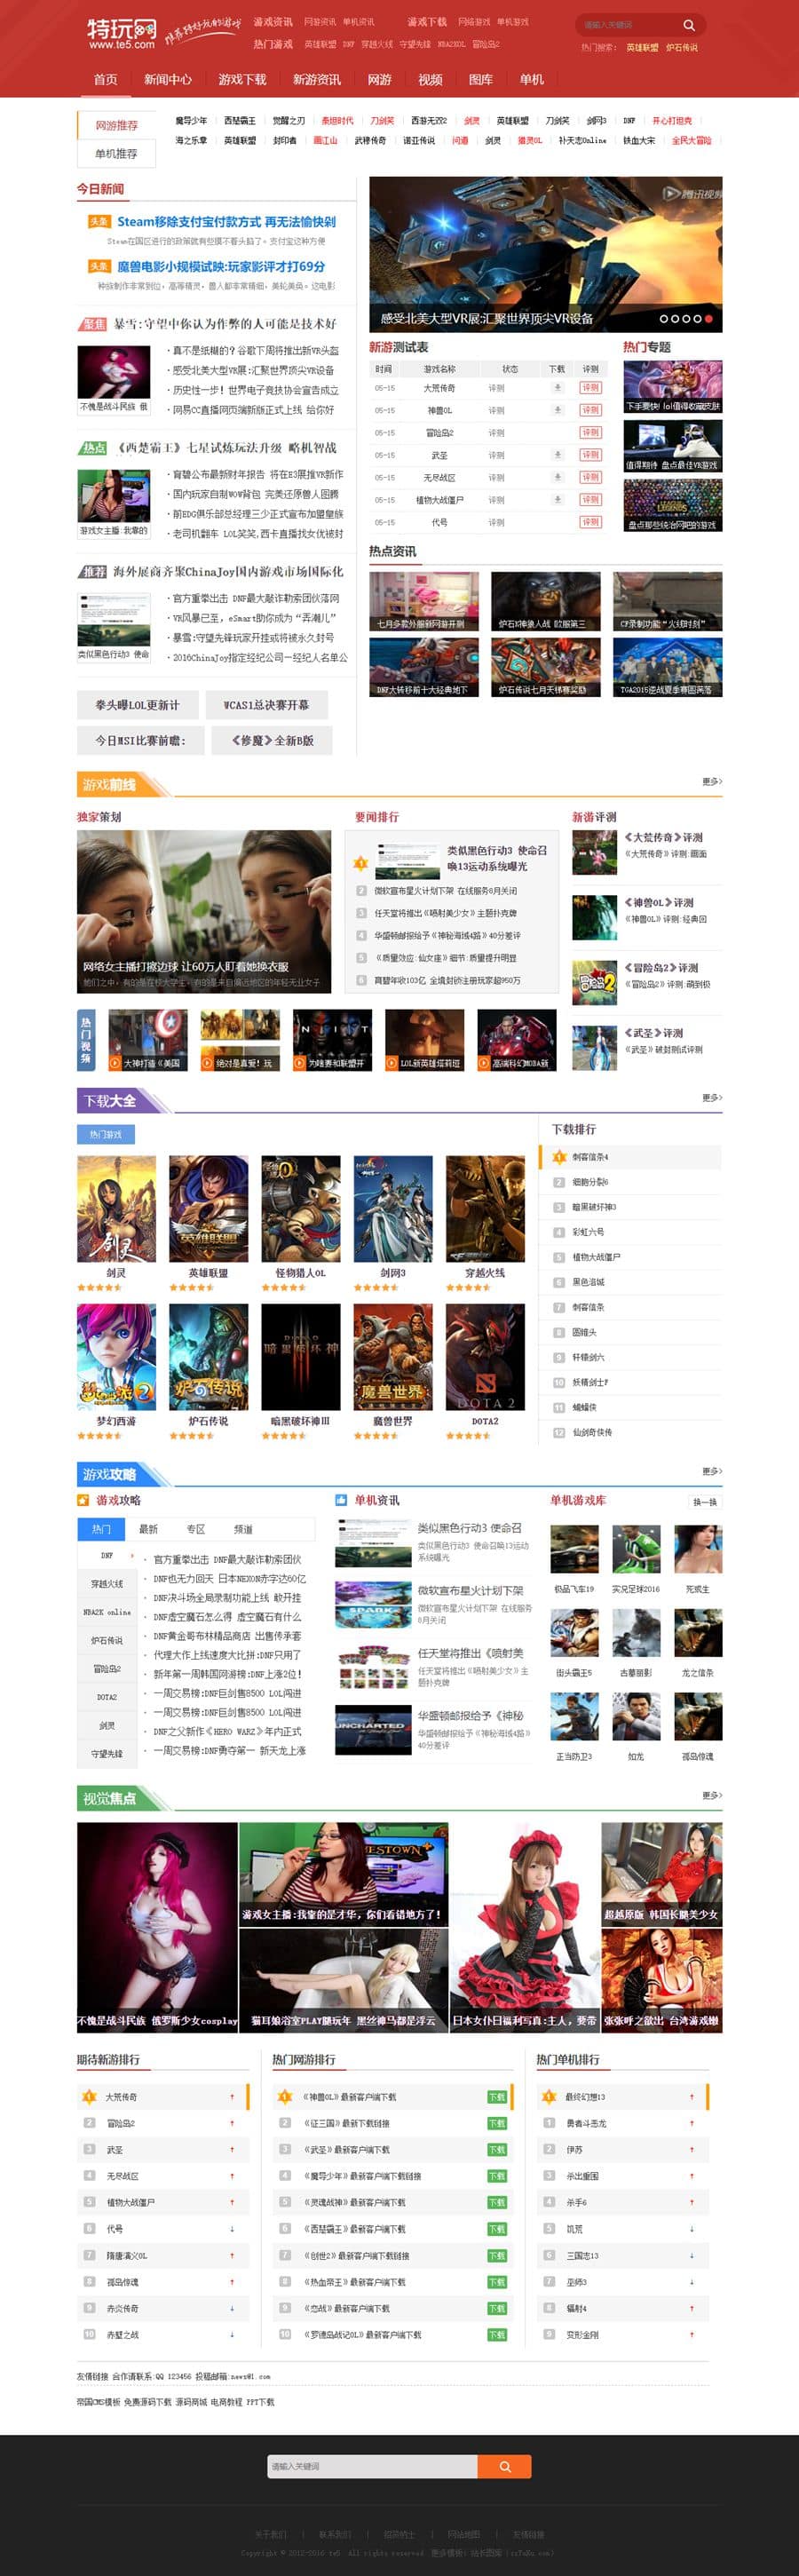 特玩网
www.te5.com
游戏资讯 网游资讯 单机资讯 游戏下载 网络游戏 单机游戏
热门游戏 英雄联盟 DNF 穿越火线 守望先锋 NBA2KOL 冒险岛2
请输入关键词
热门搜索: 英雄联盟 炉石传说
首页 新闻中心 游戏下载 新游资讯 网游 视频 图库 单机
网游推荐
单机推荐
魔导少年 西楚霸王 觉醒之刃 秦炬时代 刀剑笑 西游无双2 剑灵 英雄联盟 刀剑笑 剑网3 DNF 开心打坦克
海之乐章 英雄联盟 封印者 画江山 武穆传奇 诺亚传说 问道 剑灵 猎灵OL 补天志Online 铁血大宋 全民大冒险
今日新闻
头条 Steam移除支付宝付款方式 再无法愉快剁
Steam在国区进行的政策就有些摸不着头脑了。支付宝这种方便
头条 魔兽电影小规模试映:玩家影评才打69分
种族制作非常到位，高等精灵，兽人都非常精细，美轮美奂。这电影
聚焦 暴雪:守望中你认为作弊的人可能是技术好
不愧是战斗民族 俄
· 真不是纸糊的？谷歌下周将推出新VR头盔
· 感受北美大型VR展:汇聚世界顶尖VR设备
· 历史性一步！世界电子竞技协会宣告成立
· 网易CC直播网页端新版正式上线 给你好
热点 《西楚霸王》七星试炼玩法升级 略机智战
游戏女主播:我靠的
· 育碧公布最新财年报告 将在E3展推VR新作
· 国内玩家自制WOW背包 完美还原兽人图腾
· 前EDG俱乐部总经理三少正式宣布加盟皇族
· 老司机翻车 LOL笑笑,西卡直播找女优被封
推荐 海外展商齐聚ChinaJoy国内游戏市场国际化
类似黑色行动3 使命
· 官方重拳出击 DNF最大敲诈勒索团伙落网
· VR风暴已至，eSmart助你成为“弄潮儿”
· 暴雪:守望先锋玩家开挂或将被永久封号
· 2016ChinaJoy指定经纪公司一经纪人名单公
拳头曝LOL更新计
WCAS1总决赛开幕
今日MSI比赛前瞻:
《修魔》全新B版
腾讯视频
感受北美大型VR展:汇聚世界顶尖VR设备
新游测试表
时间 游戏名称 状态 下载 评测
05-15 大荒传奇 评测 评测
05-15 神兽OL 评测 评测
05-15 冒险岛2 评测 评测
05-15 武圣 评测 评测
05-15 无尽战区 评测 评测
05-15 植物大战僵尸 评测 评测
05-15 代号 评测 评测
热门专题
下手要快! lol值得收藏皮肤
值得期待 盘点最佳VR游戏
盘点那些统治网吧的游戏
热点资讯
七月多款外服新网游开测
炉石K神狼人战 欧服第三
CF录制功能“火线时刻”
DNF大转移前十大经典地下
炉石传说七月天梯赛奖励
TGA2015逆战夏季赛圆满落
游戏前线
更多>
独家策划
网络女主播打擦边球 让60万人盯着她换衣服
她们之中，有的是在校大学生，有的是来自偏远地区的年轻无业女子
要闻排行
类似黑色行动3 使命召
唤13运动系统曝光
2 微软宣布星火计划下架 在线服务8月关闭
3 任天堂将推出《喷射美少女》主题扑克牌
4 华盛顿邮报给予《神秘海域4路》40分差评
5 《质量效应:仙女座》细节:质量提升明显
6 育碧年收103亿 全境封锁注册玩家超950万
新游评测
《大荒传奇》评测
《大荒传奇》评测:画面
《神兽OL》评测
《神兽OL》评测:经典回
《冒险岛2》评测
《冒险岛2》评测:萌到极
《武圣》评测
《武圣》破封测试评测
热门视频
大神打造《美国
绝对是真爱！玩
为啥要和联盟开
LOL新英雄塔莉垭
高端科幻MOBA新
下载大全
更多>
热门游戏
剑灵 英雄联盟 怪物猎人OL 剑网3 穿越火线
梦幻西游 炉石传说 暗黑破坏神III 魔兽世界 DOTA2
下载排行
1 刺客信条4
2 细胞分裂6
3 暗黑破坏神3
4 彩虹六号
5 植物大战僵尸
6 黑色洛城
7 刺客信条
8 圆锥头
9 轩辕剑六
10 妖精剑士F
11 蝙蝠侠
12 仙剑奇侠传
游戏攻略
更多>
游戏攻略
热门 最新 专区 频道
DNF
穿越火线
NBA2K online
炉石传说
冒险岛2
DOTA2
剑灵
守望先锋
· 官方重拳出击 DNF最大敲诈勒索团伙
· DNF也无力回天 日本NEXON赤字达60亿
· DNF决斗场全局录制功能上线 敢开挂
· DNF虚空魔石怎么得 虚空魔石有什么
· DNF黄金哥布林精品商店 出售传承套
· 代理大作上线速度大比拼:DNF只用了
· 新年第一周韩国网游榜:DNF上涨2位!
· 一周交易榜:DNF巨剑售8500 LOL闯进
· 一周交易榜:DNF巨剑售8500 LOL闯进
· DNF之父新作《HERO WARZ》年内正式
· 一周交易榜:DNF勇夺第一 新天龙上涨
单机资讯
类似黑色行动3 使命召
类似黑色行动3 使命召唤13运动
系统曝光
微软宣布星火计划下架
微软宣布星火计划下架 在线服务
8月关闭
任天堂将推出《喷射美
任天堂将推出《喷射美少女》主
题扑克牌
华盛顿邮报给予《神秘
华盛顿邮报给予《神秘海域4路》
40分差评
单机游戏库
换一换
极品飞车19 实况足球2016 死或生
街头霸王5 古墓丽影 龙之信条
正当防卫3 如龙 孤岛惊魂
视觉焦点
更多>
不愧是战斗民族 俄罗斯少女cosplay
游戏女主播:我靠的是才华，你们看错地方了!
猫耳娘浴室PLAY腿玩年 黑丝神马都是浮云
日本女仆日福利写真:主人，要带
超越原版 韩国长腿美少女
张张呼之欲出 台湾游戏嫩
期待新游排行
1 大荒传奇
2 冒险岛2
3 武圣
4 无尽战区
5 植物大战僵尸
6 代号
7 隋唐演义OL
8 孤岛惊魂
9 赤炎传奇
10 赤壁之战
热门网游排行
1 《神兽OL》最新客户端下载 下载
2 《征三国》最新下载链接 下载
3 《武圣》最新客户端下载 下载
4 《魔导少年》最新客户端下载链接 下载
5 《灵魂战神》最新客户端下载 下载
6 《西楚霸王》最新客户端下载 下载
7 《创世2》最新客户端下载链接 下载
8 《热血帝王》最新客户端下载 下载
9 《恋战》最新客户端下载 下载
10 《罗德岛战记OL》最新客户端下载 下载
热门单机排行
最终幻想13
1 勇者斗恶龙
2 伊苏
3 杀出重围
4 杀手6
5 饥荒
6 三国志13
7 巫师3
8 辐射4
9 变形金刚
友情链接 合作请联系:QQ 123456 投稿邮箱:news@1.com
帝国CMS模板 免费源码下载 源码商城 电商教程 PPT下载
请输入关键词
关于我们 | 联系我们 | 招贤纳士 | 网站地图 | 友情链接